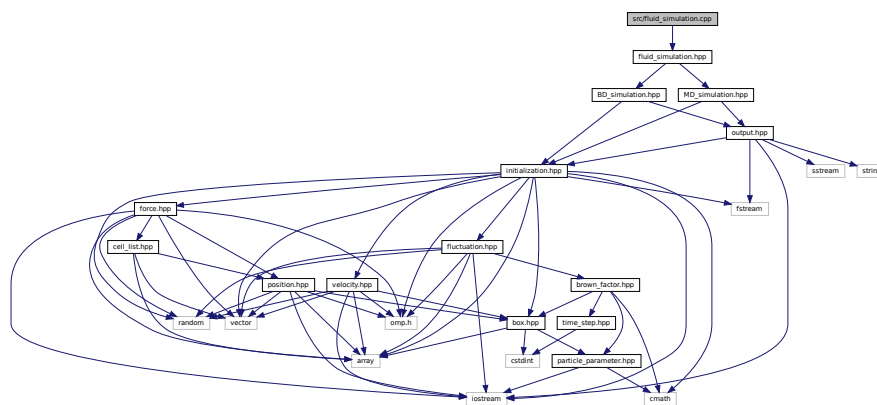 src/fluid_simulation.cpp
fluid_simulation.hpp
BD_simulation.hpp
MD_simulation.hpp
output.hpp
initialization.hpp
sstream
fstream
force.hpp
cell_list.hpp
fluctuation.hpp
position.hpp
velocity.hpp
brown_factor.hpp
random
vector
omp.h
box.hpp
time_step.hpp
array
cstdint
particle_parameter.hpp
iostream
cmath